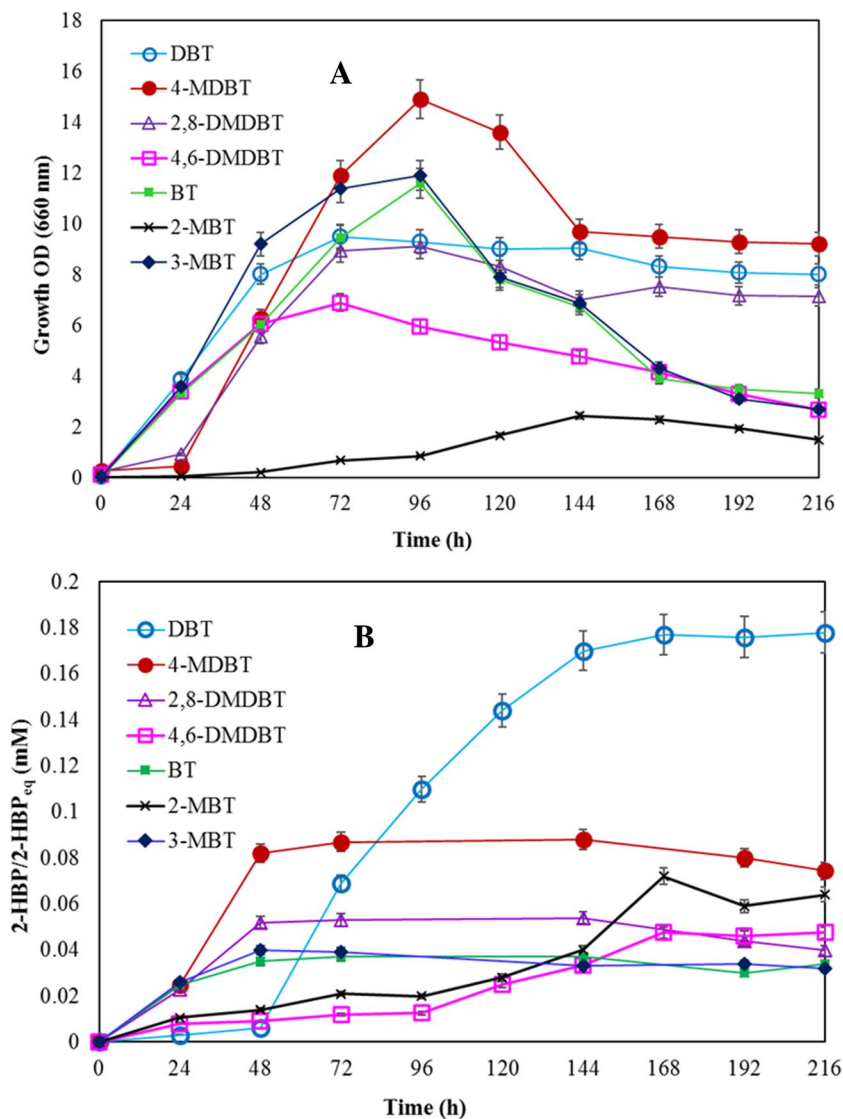 18
16
14
12
10
8
6
4
2
0
Growth OD (660 nm)
DBT
4-MDBT
2,8-DMDBT
4,6-DMDBT
BT
2-MBT
3-MBT
A
0 24 48 72 96 120 144 168 192 216
Time (h)
0.2
0.18
0.16
0.14
0.12
0.1
0.08
0.06
0.04
0.02
0
2-HBP/2-HBPeq (mM)
DBT
4-MDBT
2,8-DMDBT
4,6-DMDBT
BT
2-MBT
3-MBT
B
0 24 48 72 96 120 144 168 192 216
Time (h)